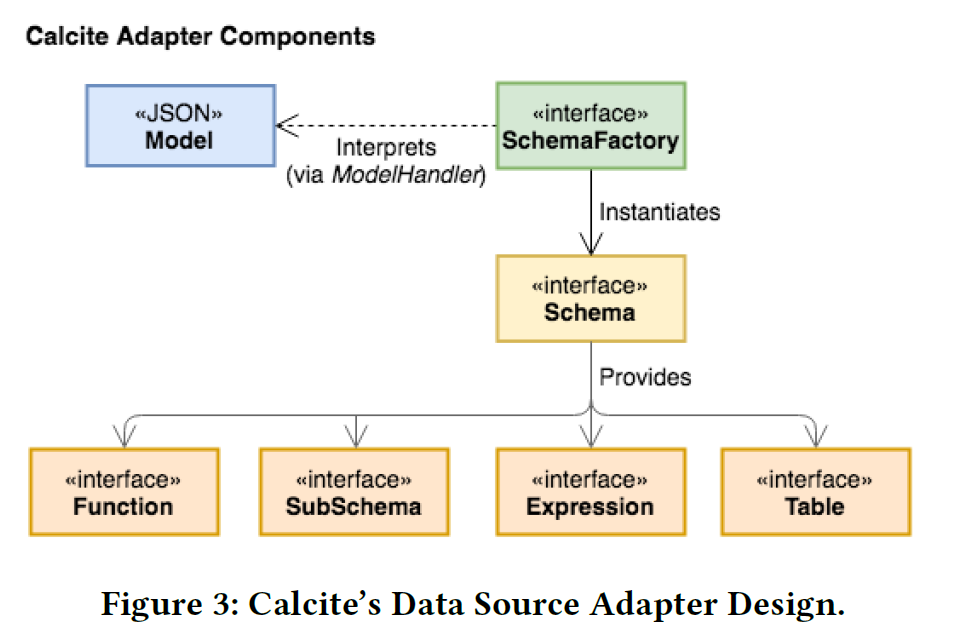 Calcite Adapter Components
«JSON»
Model
«interface»
SchemaFactory
Interprets
(via ModelHandler)
Instantiates
«interface»
Schema
Provides
«interface»
Function
«interface»
SubSchema
«interface»
Expression
«interface»
Table
Figure 3: Calcite’s Data Source Adapter Design.